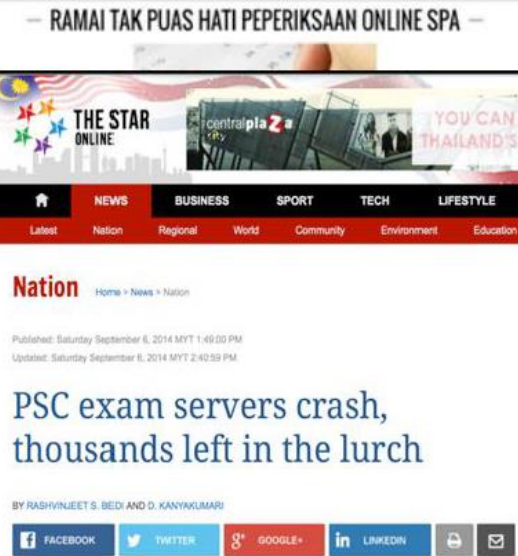 – RAMAI TAK PUAS HATI PEPERIKSAAN ONLINE SPA –
THE STAR
ONLINE
centralplaza
city
YOU CAN
THAILAND'S
NEWS BUSINESS SPORT TECH LIFESTYLE
Latest Nation Regional World Community Environment Education
Nation Home > News > Nation
Published: Saturday September 6, 2014 MYT 1:49:00 PM
Updated: Saturday September 6, 2014 MYT 2:40:59 PM
PSC exam servers crash,
thousands left in the lurch
BY RASHVINJEET S. BEDI AND D. KANYAKUMARI
f FACEBOOK TWITTER g+ GOOGLE+ in LINKEDIN